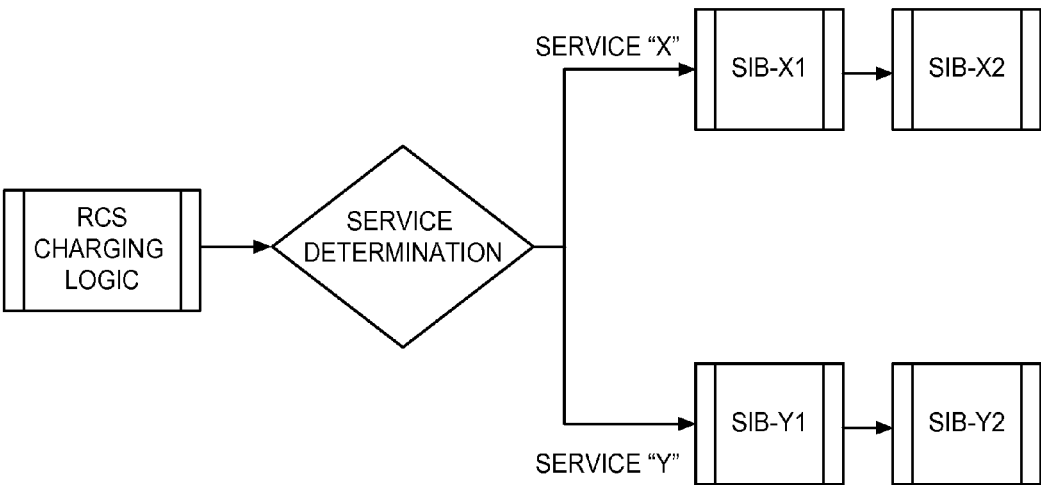 RCS
CHARGING
LOGIC
SERVICE
DETERMINATION
SERVICE “X”
SIB-X1
SIB-X2
SERVICE “Y”
SIB-Y1
SIB-Y2